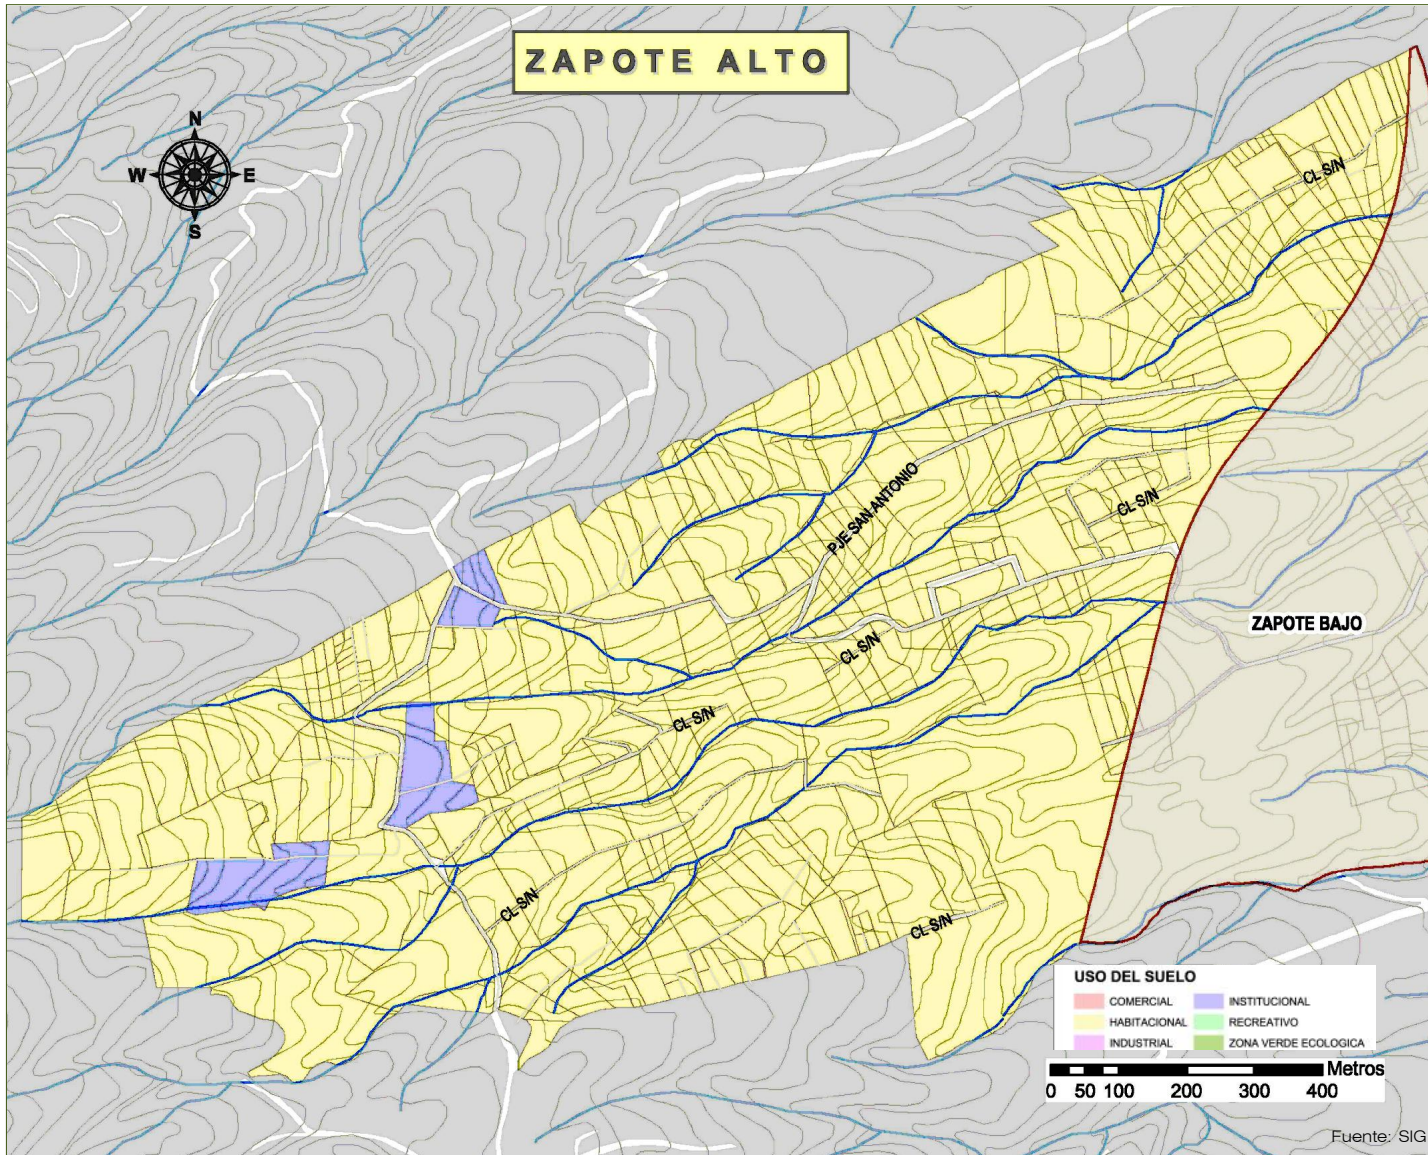 ZAPOTE ALTO
N
W E
S
CL S/N
CL S/N
PJE SAN ANTONIO
ZAPOTE BAJO
CL S/N
CL S/N
CL S/N
CL S/N
USO DEL SUELO
COMERCIAL INSTITUCIONAL
HABITACIONAL RECREATIVO
INDUSTRIAL ZONA VERDE ECOLOGICA
Metros
0 50 100 200 300 400
Fuente: SIG